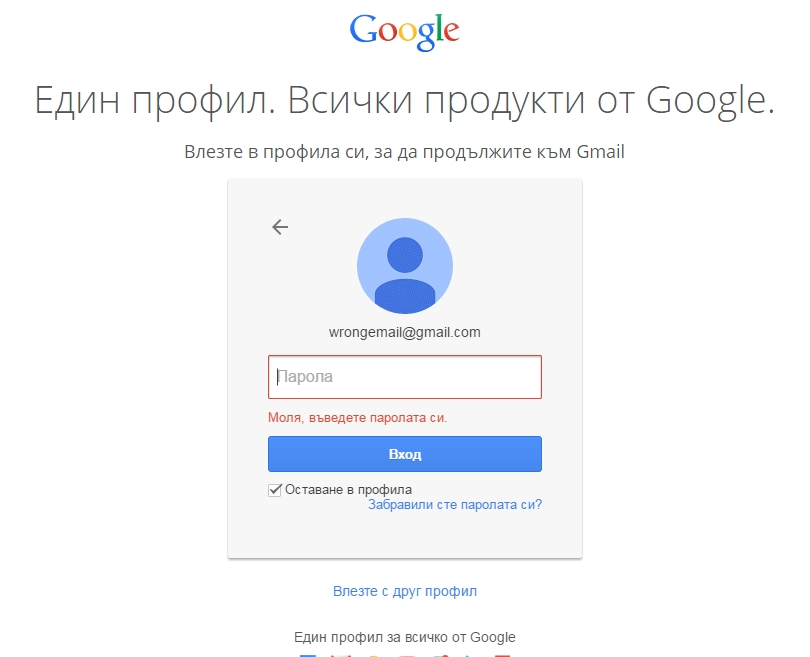 Google
Един профил. Всички продукти от Google.
Влезте в профила си, за да продължите към Gmail
wrongemail@gmail.com
Парола
Моля, въведете паролата си.
Вход
Оставане в профила
Забравили сте паролата си?
Влезте с друг профил
Един профил за всичко от Google